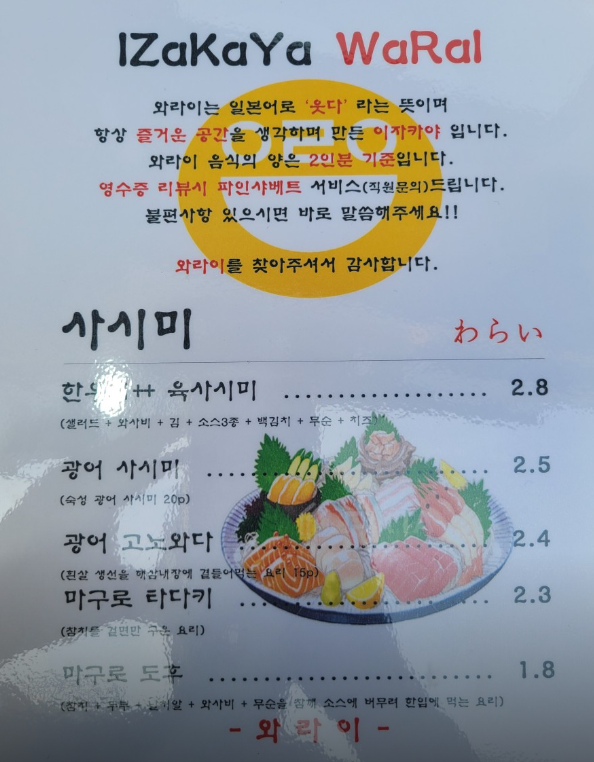 IZaKaYa WaRaI
와라이는 일본어로 '웃다' 라는 뜻이며
항상 즐거운 공간을 생각하며 만든 이자카야 입니다.
와라이 음식의 양은 2인분 기준입니다.
영수증 리뷰시 파인샤베트 서비스(직원문의)드립니다.
불편사항 있으시면 바로 말씀해주세요!!
와라이를 찾아주셔서 감사합니다.
사시미 わらい
육사시미 .................... 2.8
(샐러드 + 와사비 + 김 + 소스3종 + 백김치 + 무순 + 치즈)
광어 사시미 .......................... 2.5
(숙성 광어 사시미 20p)
광어 고노와다 ........................ 2.4
(흰살 생선을 해삼내장에 곁들어먹는 요리 15p)
마구로 타다키 ...................... 2.3
(참치를 겉면만 구운 요리)
마구로 도후 .......................... 1.8
(참치 + 두부 + + 와사비 + 무순을 함께 소스에 버무려 한입에 먹는 요리)
- 와 라 이 -